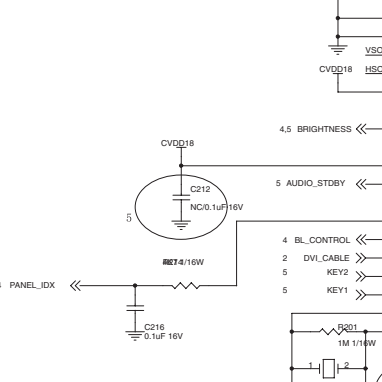 VSO
CVDD18
HSO
4,5 BRIGHTNESS
CVDD18
5 AUDIO_STDBY
C212
NC/0.1uF 16V
5
4 BL_CONTROL
2 DVI_CABLE
1/16W
5 KEY2
PANEL_IDX
5 KEY1
C216
0.1uF 16V
R201
1M 1/16W
1 2